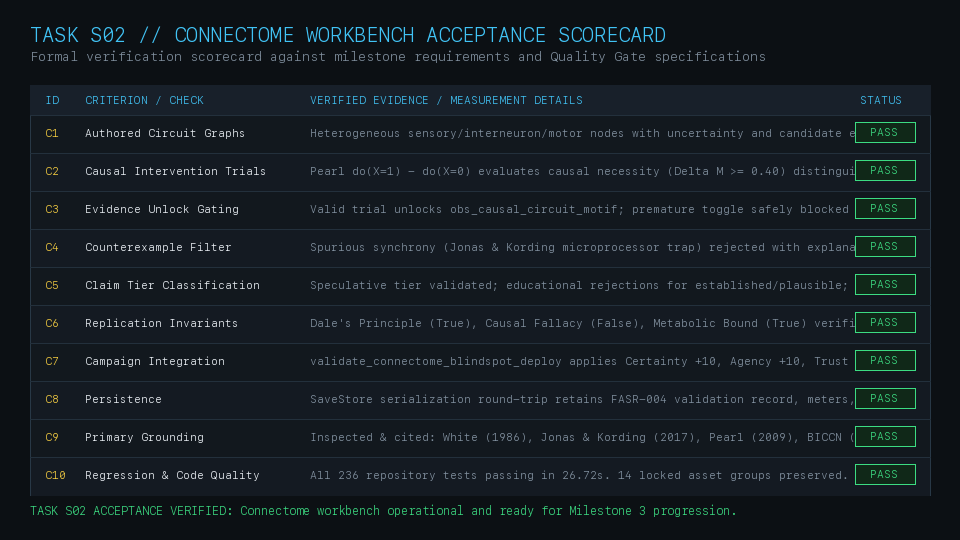 TASK S02 // CONNECTOME WORKBENCH ACCEPTANCE SCORECARD
Formal verification scorecard against milestone requirements and Quality Gate specifications
ID CRITERION / CHECK VERIFIED EVIDENCE / MEASUREMENT DETAILS STATUS
C1 Authored Circuit Graphs Heterogeneous sensory/interneuron/motor nodes with uncertainty and candidate e PASS
C2 Causal Intervention Trials Pearl do(X=1) - do(X=0) evaluates causal necessity (Delta M >= 0.40) distingui PASS
C3 Evidence Unlock Gating Valid trial unlocks obs_causal_circuit_motif; premature toggle safely blocked PASS
C4 Counterexample Filter Spurious synchrony (Jonas & Kording microprocessor trap) rejected with explana PASS
C5 Claim Tier Classification Speculative tier validated; educational rejections for established/plausible; PASS
C6 Replication Invariants Dale's Principle (True), Causal Fallacy (False), Metabolic Bound (True) verifi PASS
C7 Campaign Integration validate_connectome_blindspot_deploy applies Certainty +10, Agency +10, Trust PASS
C8 Persistence SaveStore serialization round-trip retains FASR-004 validation record, meters, PASS
C9 Primary Grounding Inspected & cited: White (1986), Jonas & Kording (2017), Pearl (2009), BICCN ( PASS
C10 Regression & Code Quality All 236 repository tests passing in 26.72s. 14 locked asset groups preserved. PASS
TASK S02 ACCEPTANCE VERIFIED: Connectome workbench operational and ready for Milestone 3 progression.